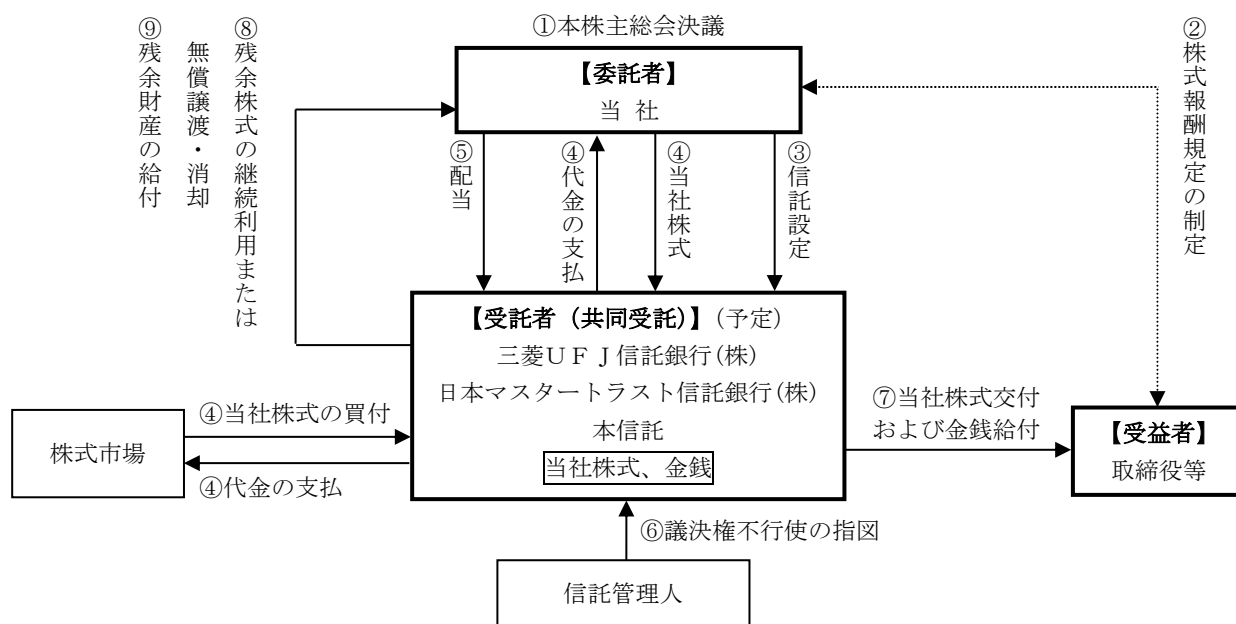 ①本株主総会決議
【委託者】
当 社
⑨残余財産の給付
⑧残余株式の継続利用または
無償譲渡・消却
⑤配当
④代金の支払
④当社株式
③信託設定
②株式報酬規定の制定
【受託者（共同受託）】(予定)
三菱ＵＦＪ信託銀行(株)
日本マスタートラスト信託銀行(株)
本信託
当社株式、金銭
株式市場
④当社株式の買付
④代金の支払
⑦当社株式交付
および金銭給付
【受益者】
取締役等
⑥議決権不行使の指図
信託管理人